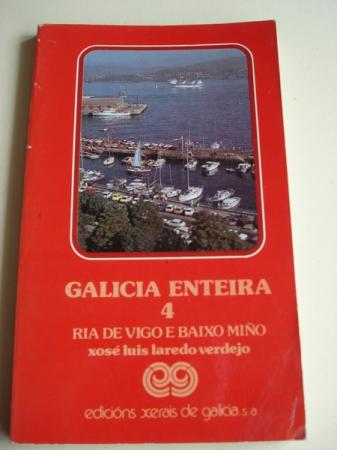 GALICIA ENTEIRA
4
RIA DE VIGO E BAIXO MIÑO
xosé luis laredo verdejo
edicións xerais de galicia, s.a